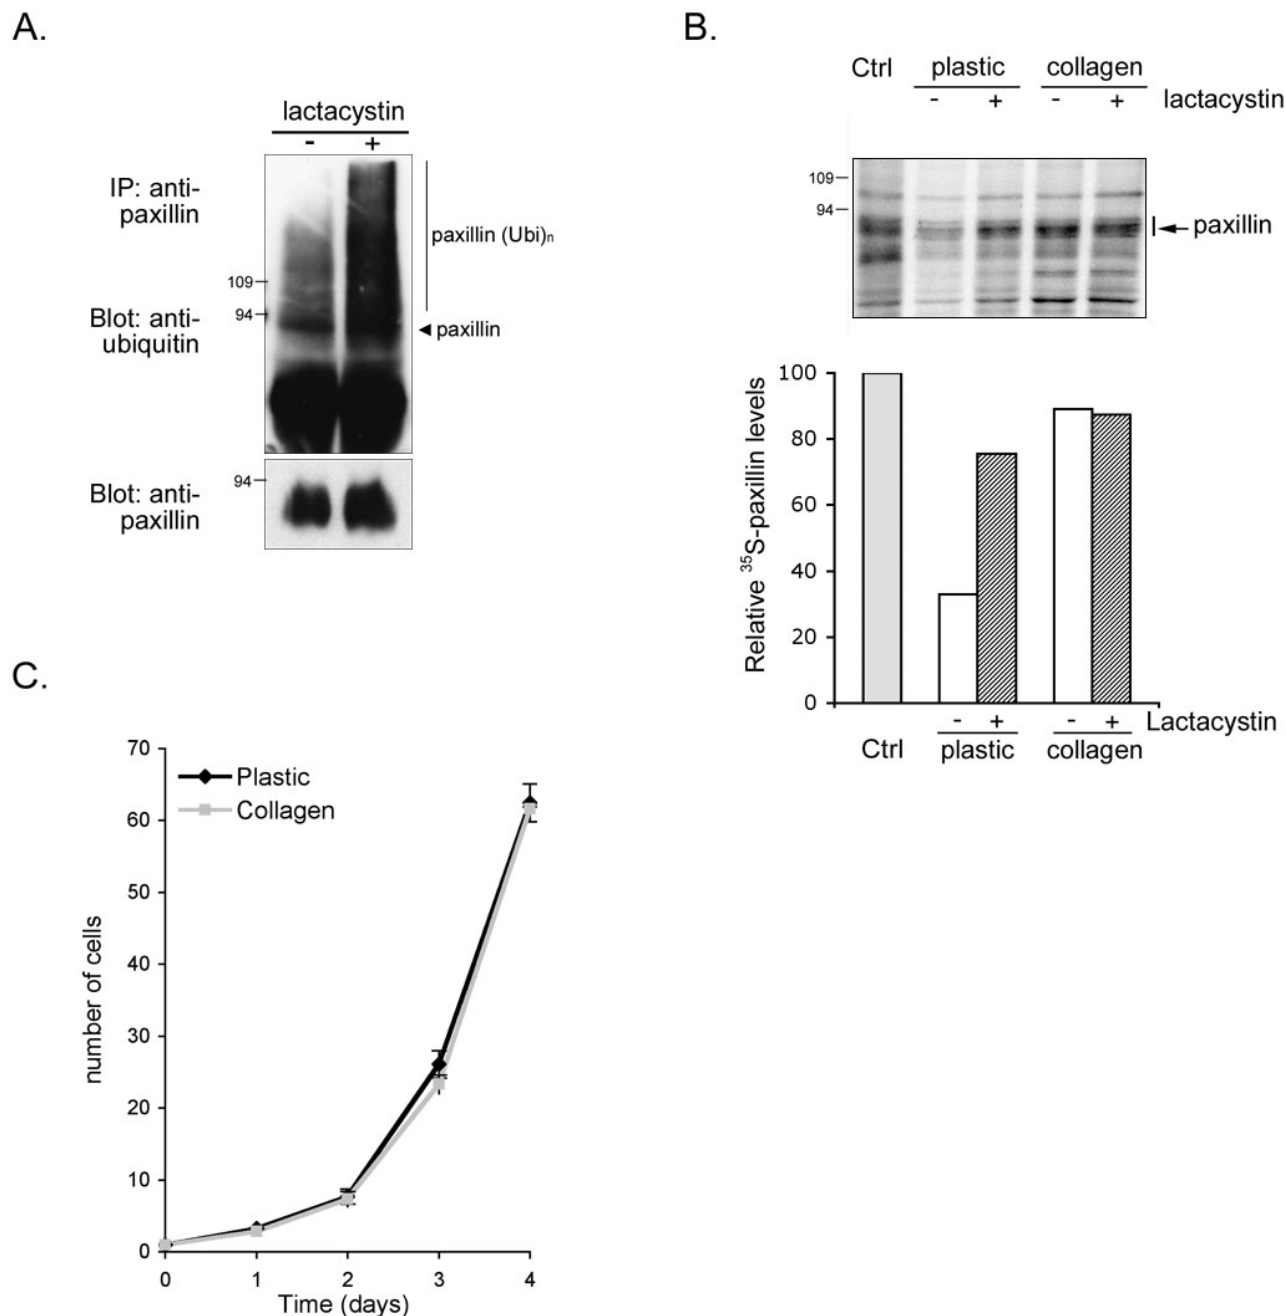 A.
lactacystin
- +
IP: anti-
paxillin
paxillin (Ubi)n
109
94
Blot: anti-
ubiquitin
paxillin
94
Blot: anti-
paxillin
B.
Ctrl plastic collagen
- + - + lactacystin
109
94
paxillin
Relative 35S-paxillin levels
100
80
60
40
20
0
- + - + Lactacystin
Ctrl plastic collagen
C.
number of cells
70
60
50
40
30
20
10
0
Plastic
Collagen
0 1 2 3 4
Time (days)